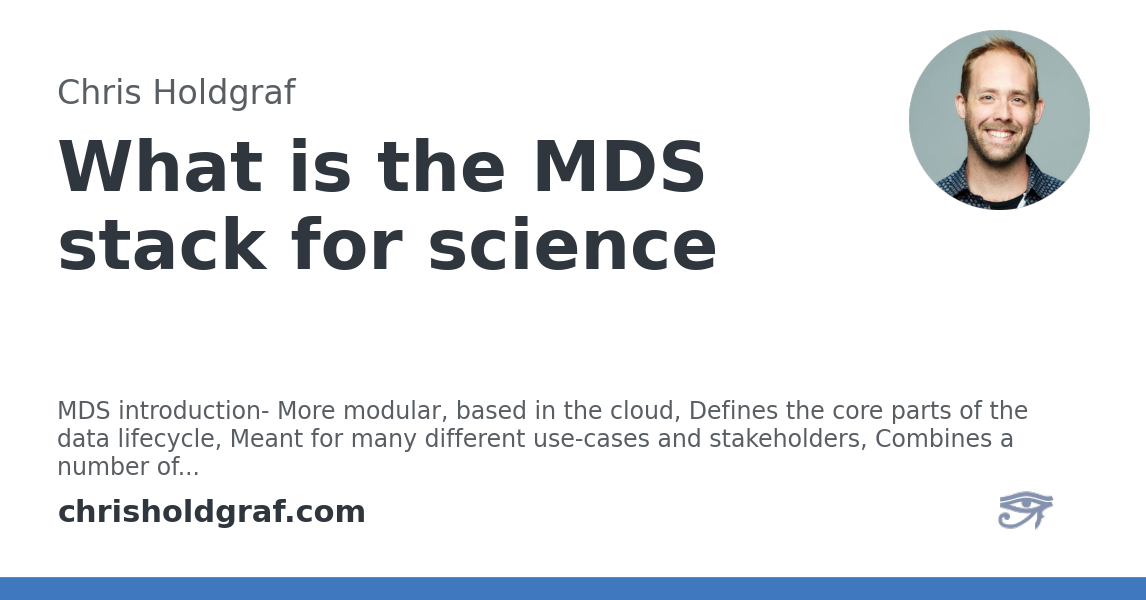 Chris Holdgraf
What is the MDS
stack for science
MDS introduction- More modular, based in the cloud, Defines the core parts of the
data lifecycle, Meant for many different use-cases and stakeholders, Combines a
number of...
chrisholdgraf.com